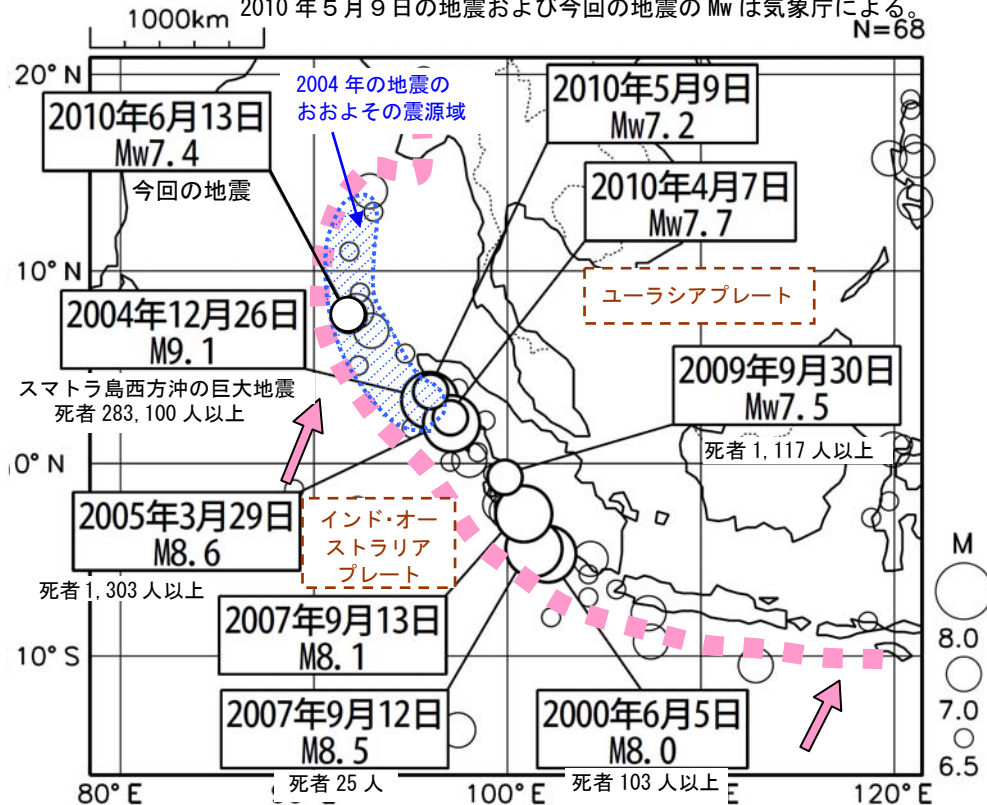 2010年5月9日の地震および今回の地震のMwは気象庁による。
1000km
N=68
20°N
2004年の地震の
おおよその震源域
2010年6月13日
Mw7.4
今回の地震
2010年5月9日
Mw7.2
2010年4月7日
Mw7.7
10°N
ユーラシアプレート
2004年12月26日
M9.1
スマトラ島西方沖の巨大地震
死者283,100人以上
2009年9月30日
Mw7.5
死者1,117人以上
0°N
2005年3月29日
M8.6
死者1,303人以上
インド・オー
ストラリア
プレート
2007年9月13日
M8.1
10°S
2007年9月12日
M8.5
死者25人
2000年6月5日
M8.0
死者103人以上
M
8.0
7.0
6.5
80°E
100°E
120°E